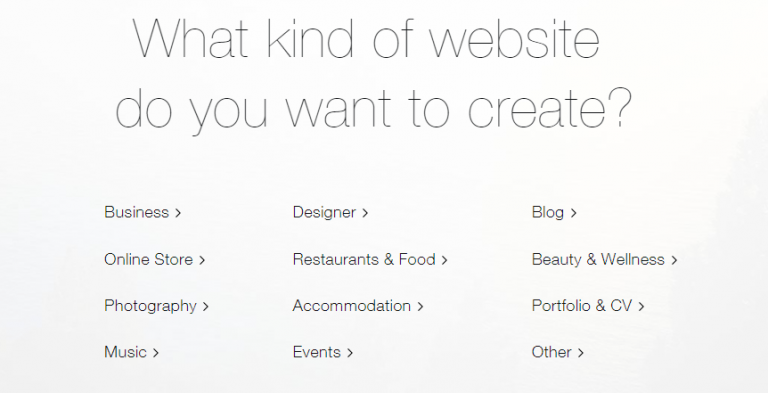 What kind of website
do you want to create?
Business >
Designer >
Blog >
Online Store >
Restaurants & Food >
Beauty & Wellness >
Photography >
Accommodation >
Portfolio & CV >
Music >
Events >
Other >